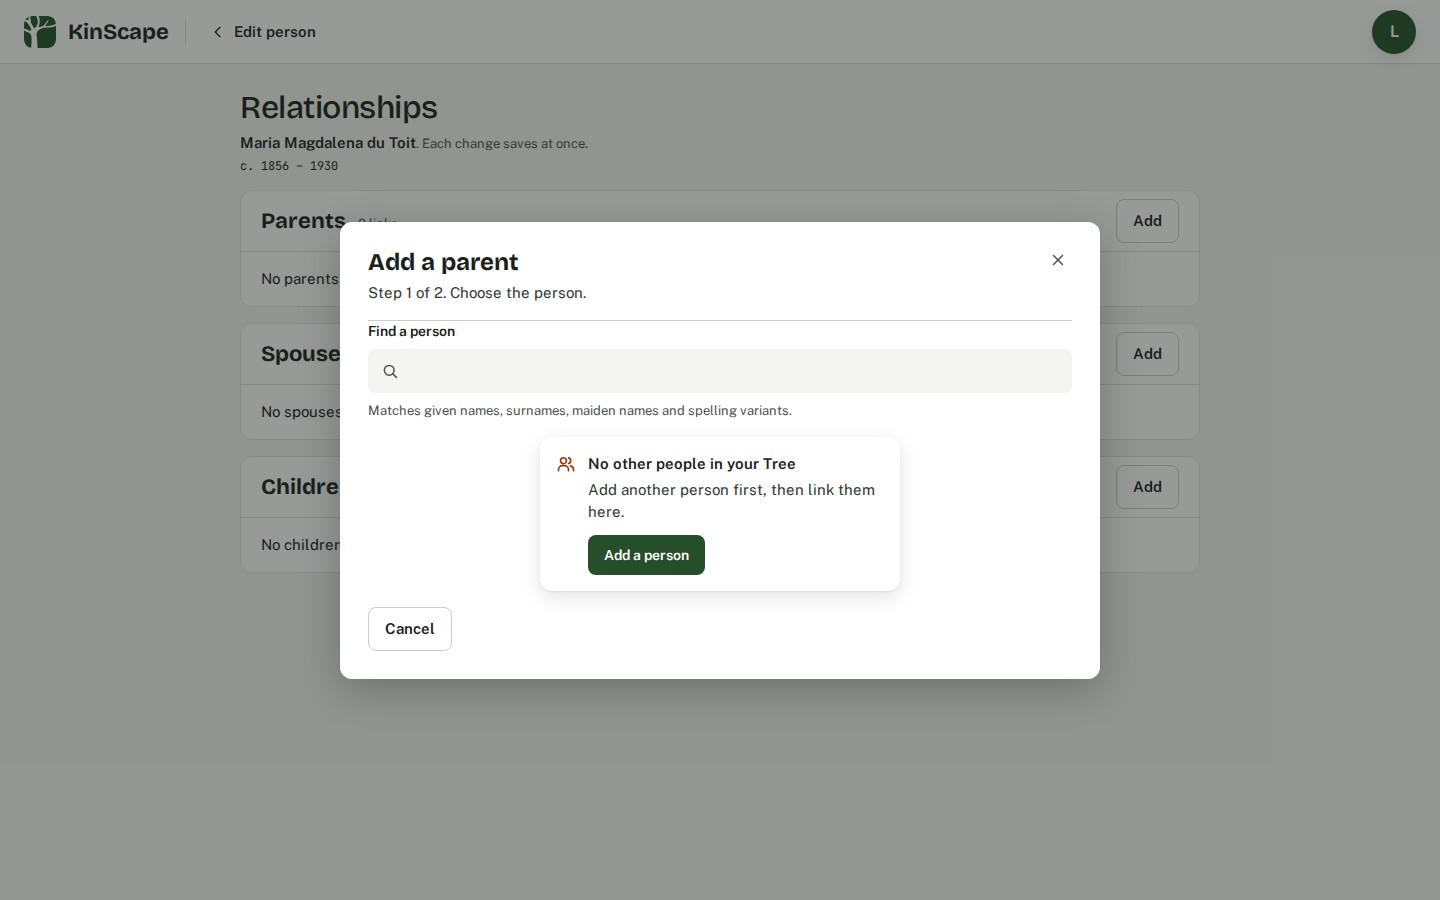 KinScape
Edit person
L
Relationships
Maria Magdalena du Toit. Each change saves at once.
c. 1856 – 1930
Parents
Add
No parents
Spouse
Add
No spouses
Childre
Add
No children
Add a parent
Step 1 of 2. Choose the person.
Find a person
Matches given names, surnames, maiden names and spelling variants.
No other people in your Tree
Add another person first, then link them
here.
Add a person
Cancel